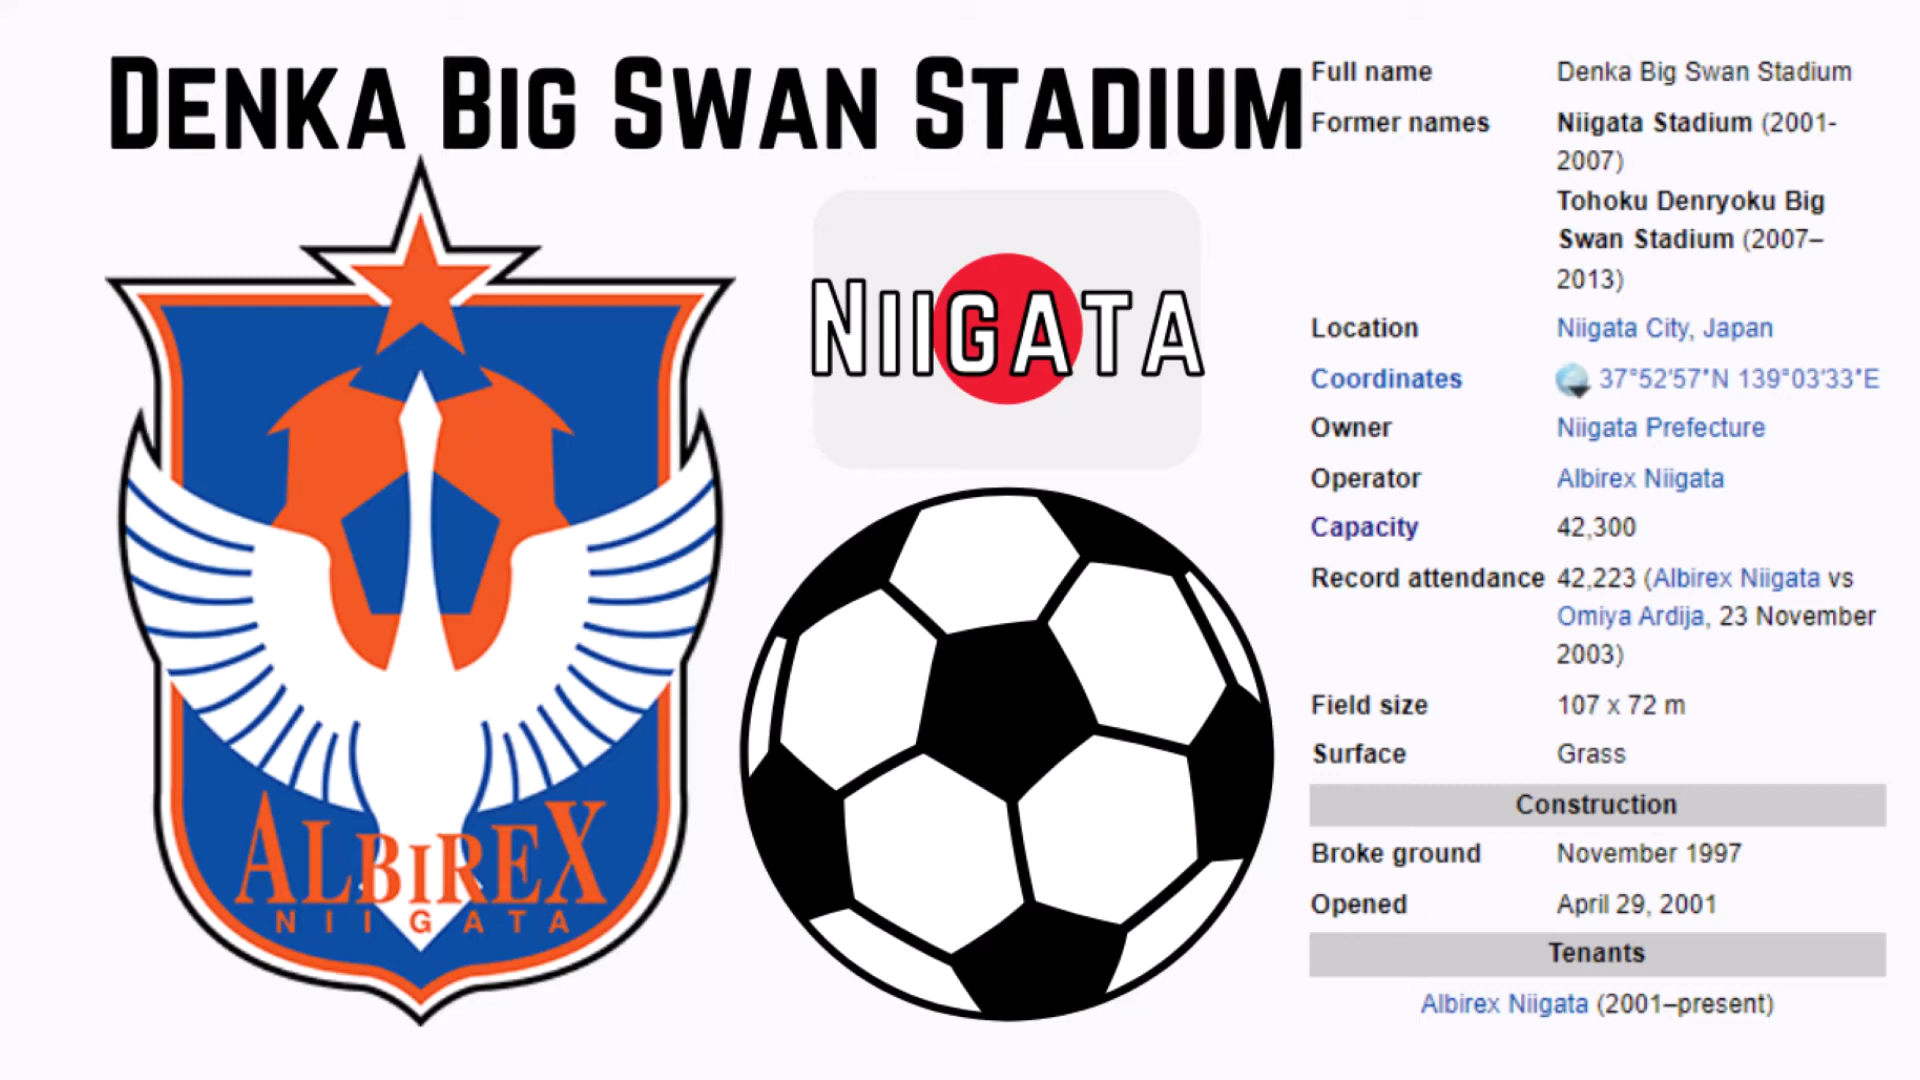 DENKA BIG SWAN STADIUM
ALBIREX
NIIGATA
NIIGATA
Full name Denka Big Swan Stadium
Former names Niigata Stadium (2001-
2007)
Tohoku Denryoku Big
Swan Stadium (2007–
2013)
Location Niigata City, Japan
Coordinates 37°52′57″N 139°03′33″E
Owner Niigata Prefecture
Operator Albirex Niigata
Capacity 42,300
Record attendance 42,223 (Albirex Niigata vs
Omiya Ardija, 23 November
2003)
Field size 107 x 72 m
Surface Grass
Construction
Broke ground November 1997
Opened April 29, 2001
Tenants
Albirex Niigata (2001–present)